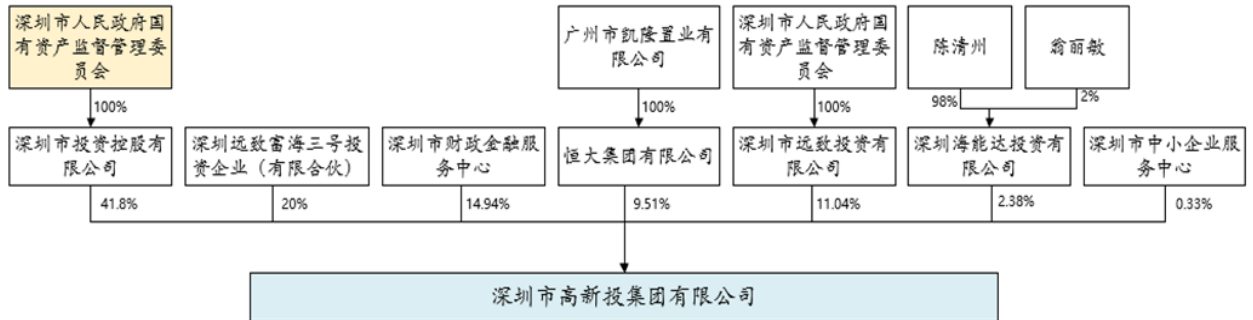 深圳市人民政府国
有资产监督管理委
员会
广州市凯隆置业有
限公司
深圳市人民政府国
有资产监督管理委
员会
陈清州
翁丽敏
100%
100%
100%
98%
2%
深圳市投资控股有
限公司
深圳远致富海三号投
资企业（有限合伙）
深圳市财政金融服
务中心
恒大集团有限公司
深圳市远致投资有
限公司
深圳海能达投资有
限公司
深圳市中小企业服
务中心
41.8%
20%
14.94%
9.51%
11.04%
2.38%
0.33%
深圳市高新投集团有限公司